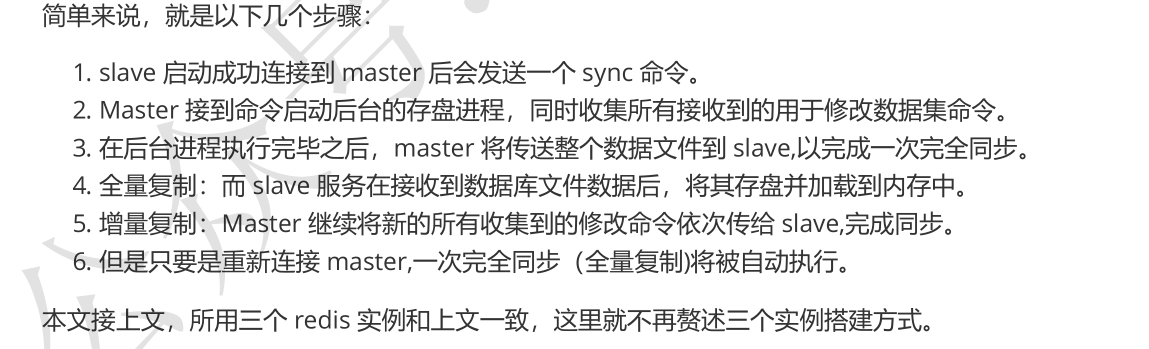 简单来说，就是以下几个步骤：
1. slave 启动成功连接到 master 后会发送一个 sync 命令。
2. Master 接到命令启动后台的存盘进程，同时收集所有接收到的用于修改数据集命令。
3. 在后台进程执行完毕之后，master 将传送整个数据文件到 slave,以完成一次完全同步。
4. 全量复制：而 slave 服务在接收到数据库文件数据后，将其存盘并加载到内存中。
5. 增量复制：Master 继续将新的所有收集到的修改命令依次传给 slave,完成同步。
6. 但是只要是重新连接 master,一次完全同步（全量复制)将被自动执行。
本文接上文，所用三个 redis 实例和上文一致，这里就不再赘述三个实例搭建方式。
公众号：